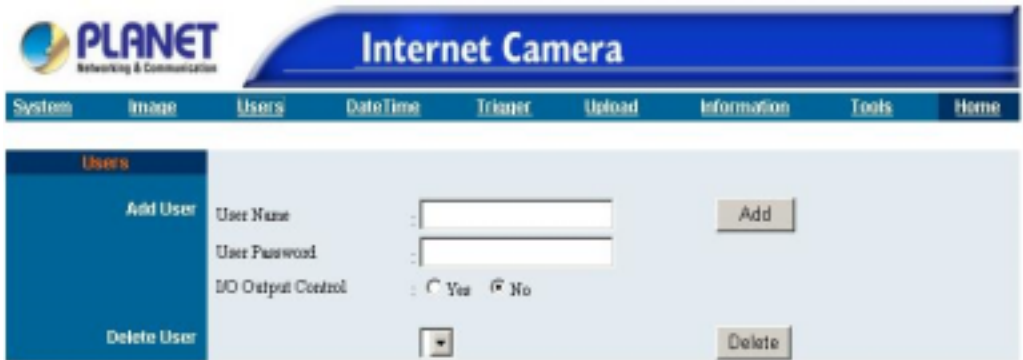 PLANET
Networking & Communication
Internet Camera
System Image Users DateTime Trigger Upload Information Tools Home
Users
Add User User Name : Add
User Password :
I/O Output Control : Yes No
Delete User Delete